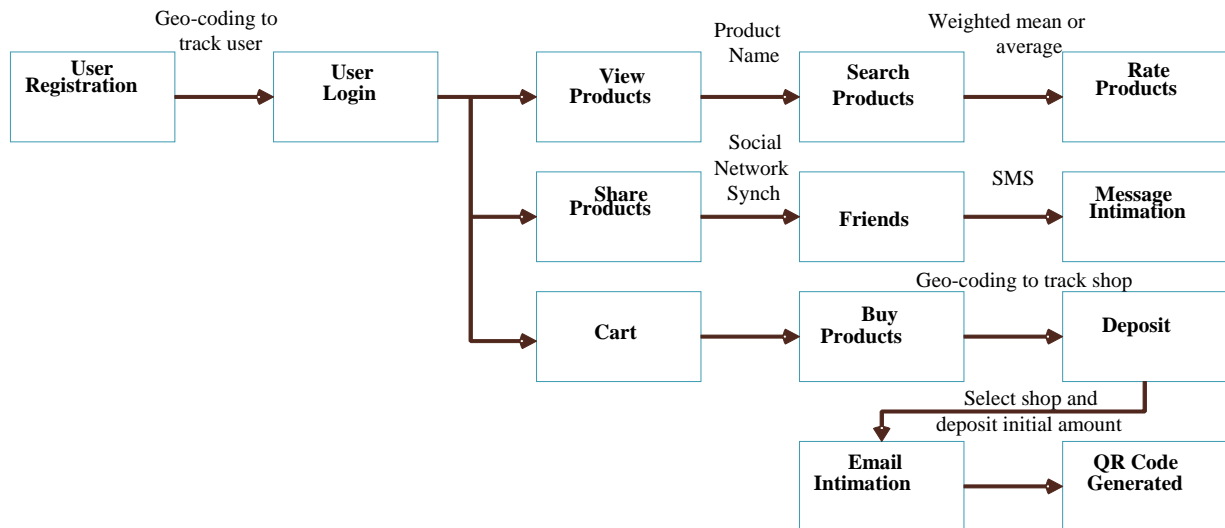 Geo-coding to
track user
User
Registration
User
Login
View
Products
Product
Name
Search
Products
Weighted mean or
average
Rate
Products
Share
Products
Social
Network
Synch
Friends
SMS
Message
Intimation
Cart
Buy
Products
Geo-coding to track shop
Deposit
Select shop and
deposit initial amount
Email
Intimation
QR Code
Generated